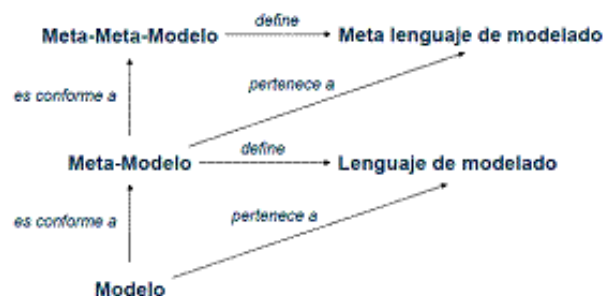 define
Meta-Meta-Modelo
Meta lenguaje de modelado
es conforme a
pertenece a
define
Meta-Modelo
Lenguaje de modelado
es conforme a
pertenece a
Modelo